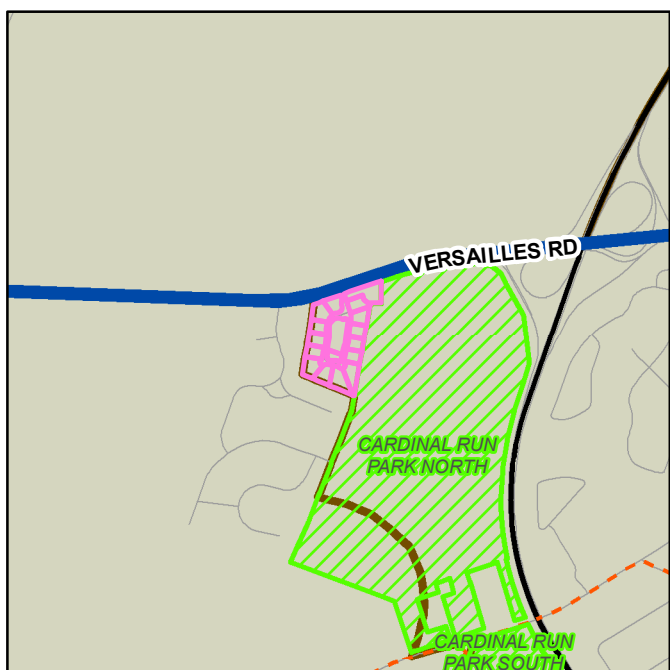 VERSAILLES RD
CARDINAL RUN
PARK NORTH
CARDINAL RUN
PARK SOUTH